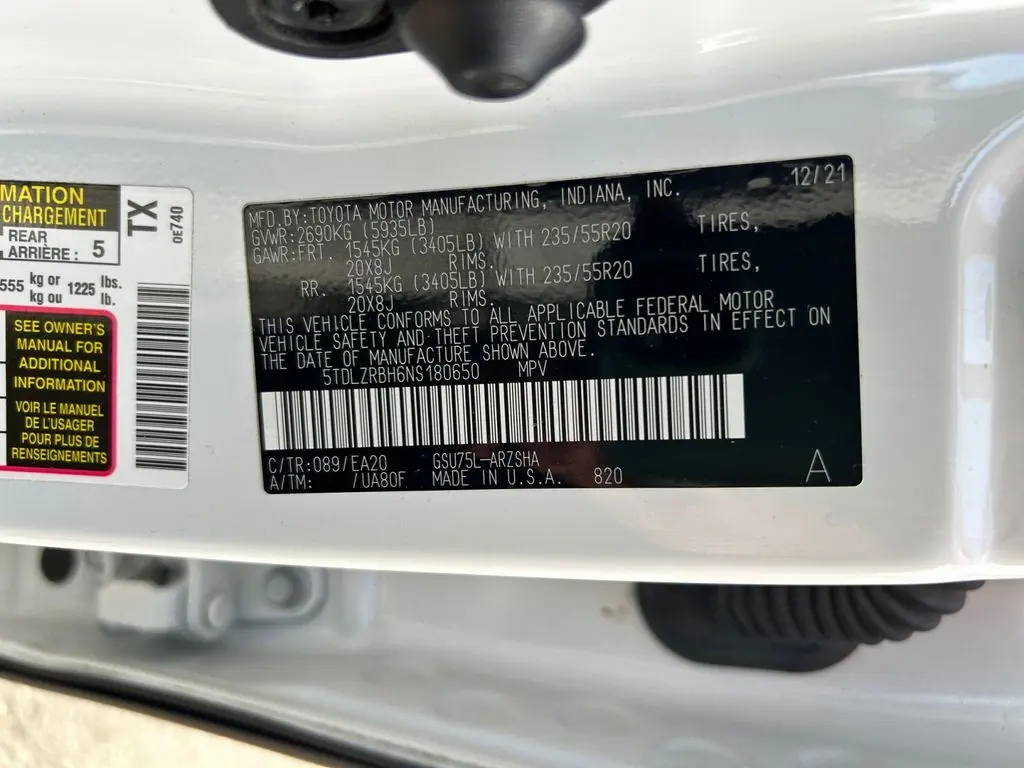 MATION
CHARGEMENT
REAR
ARRIÈRE : 5
555 kg or 1225 lbs.
kg ou lb.
SEE OWNER'S
MANUAL FOR
ADDITIONAL
INFORMATION
VOIR LE MANUEL
DE L'USAGER
POUR PLUS DE
RENSEIGNEMENTS
TX
0E740
12/21
MFD.BY:TOYOTA MOTOR MANUFACTURING, INDIANA, INC.
GVWR:2690KG (5935LB)
GAWR:FRT. 1545KG (3405LB) WITH 235/55R20 TIRES,
20X8J RIMS.
RR. 1545KG (3405LB) WITH 235/55R20 TIRES,
20X8J RIMS.
THIS VEHICLE CONFORMS TO ALL APPLICABLE FEDERAL MOTOR
VEHICLE SAFETY AND THEFT PREVENTION STANDARDS IN EFFECT ON
THE DATE OF MANUFACTURE SHOWN ABOVE.
5TDLZRBH6NS180650 MPV
C/TR:089/EA20 GSU75L-ARZSHA
A/TM: /UA80F MADE IN U.S.A. 820
A